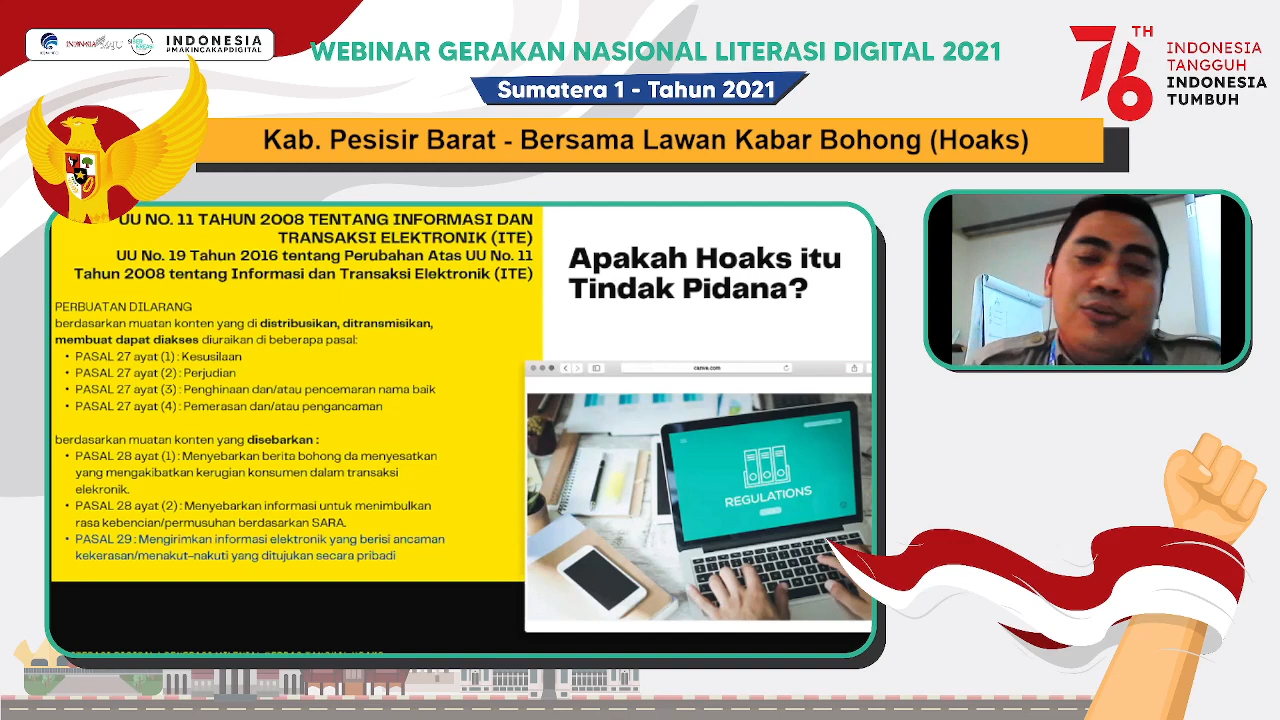 INDONESIA
#MAKINCAKAPDIGITAL
WEBINAR GERAKAN NASIONAL LITERASI DIGITAL 2021
Sumatera 1 - Tahun 2021
76 TH
INDONESIA
TANGGUH
INDONESIA
TUMBUH
Kab. Pesisir Barat - Bersama Lawan Kabar Bohong (Hoaks)
UU NO. 11 TAHUN 2008 TENTANG INFORMASI DAN
TRANSAKSI ELEKTRONIK (ITE)
UU No. 19 Tahun 2016 tentang Perubahan Atas UU No. 11
Tahun 2008 tentang Informasi dan Transaksi Elektronik (ITE)
PERBUATAN DILARANG
berdasarkan muatan konten yang di distribusikan, ditransmisikan,
membuat dapat diakses diuraikan di beberapa pasal:
• PASAL 27 ayat (1) : Kesusilaan
• PASAL 27 ayat (2) : Perjudian
• PASAL 27 ayat (3) : Penghinaan dan/atau pencemaran nama baik
• PASAL 27 ayat (4) : Pemerasan dan/atau pengancaman
berdasarkan muatan konten yang disebarkan :
• PASAL 28 ayat (1) : Menyebarkan berita bohong da menyesatkan
yang mengakibatkan kerugian konsumen dalam transaksi
elekronik.
• PASAL 28 ayat (2) : Menyebarkan informasi untuk menimbulkan
rasa kebencian/permusuhan berdasarkan SARA.
• PASAL 29 : Mengirimkan informasi elektronik yang berisi ancaman
kekerasan/menakut-nakuti yang ditujukan secara pribadi
Apakah Hoaks itu
Tindak Pidana?
canva.com
REGULATIONS